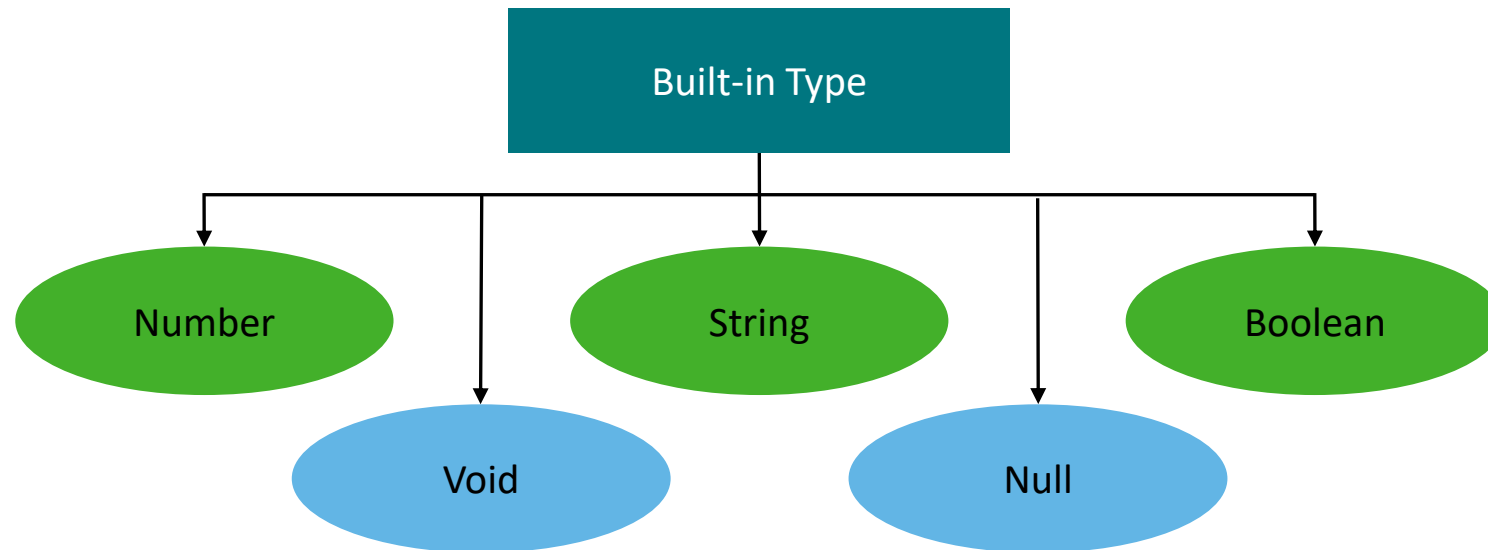 Built-in Type
Number
String
Boolean
Void
Null